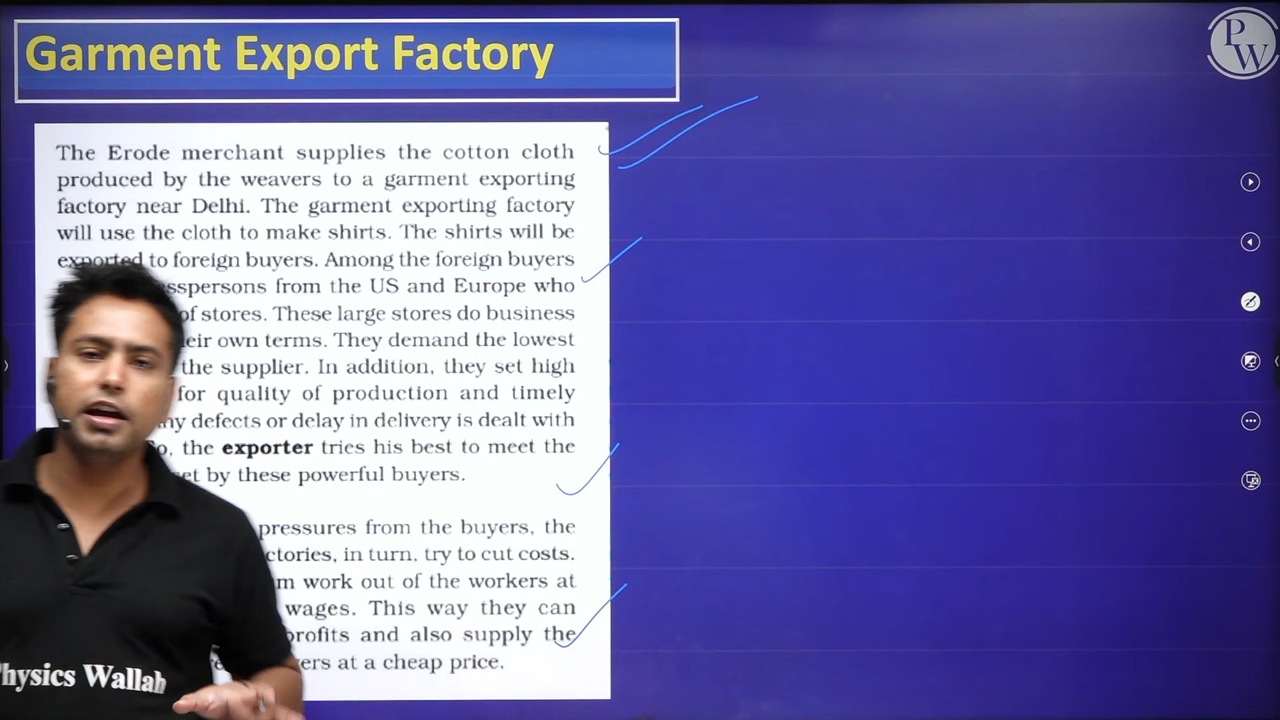 Garment Export Factory
PW
The Erode merchant supplies the cotton cloth
produced by the weavers to a garment exporting
factory near Delhi. The garment exporting factory
will use the cloth to make shirts. The shirts will be
exported to foreign buyers. Among the foreign buyers
from the US and Europe who
of stores. These large stores do business
own terms. They demand the lowest
the supplier. In addition, they set high
for quality of production and timely
defects or delay in delivery is dealt with
the exporter tries his best to meet the
by these powerful buyers.
pressures from the buyers, the
in turn, try to cut costs.
work out of the workers at
wages. This way they can
profits and also supply the
at a cheap price.
Physics Wallah